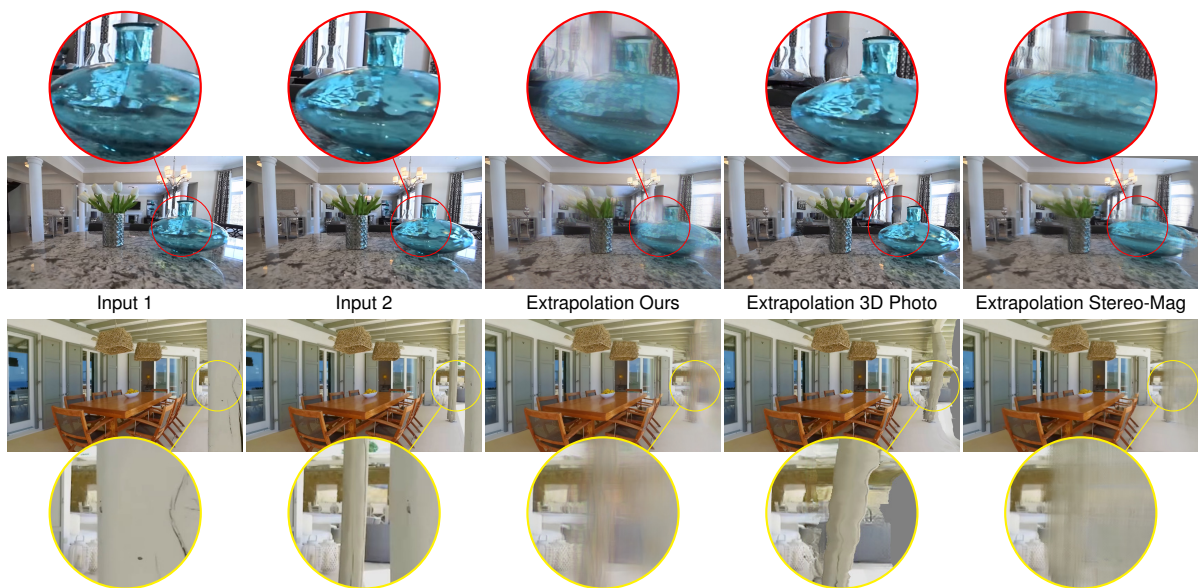 Input 1
Input 2
Extrapolation Ours
Extrapolation 3D Photo
Extrapolation Stereo-Mag